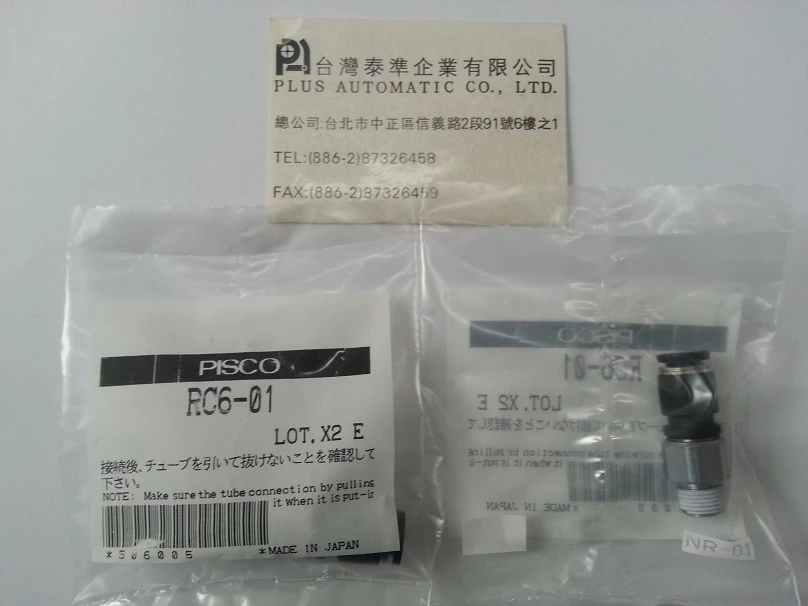 台灣泰準企業有限公司
PLUS AUTOMATIC CO., LTD.
總公司:台北市中正區信義路2段91號6樓之1
TEL:(886-2)87326458
FAX:(886-2)87326459
PISCO
RC6-01
LOT. X2 E
接続後、チューブを引いて抜けないことを確認して
下さい。
NOTE: Make sure the tube connection by pulling
it when it is put-in
*506005
*MADE IN JAPAN
PISCO
RC6-01
LOT. X2 E
MADE IN JAPAN
NR-01